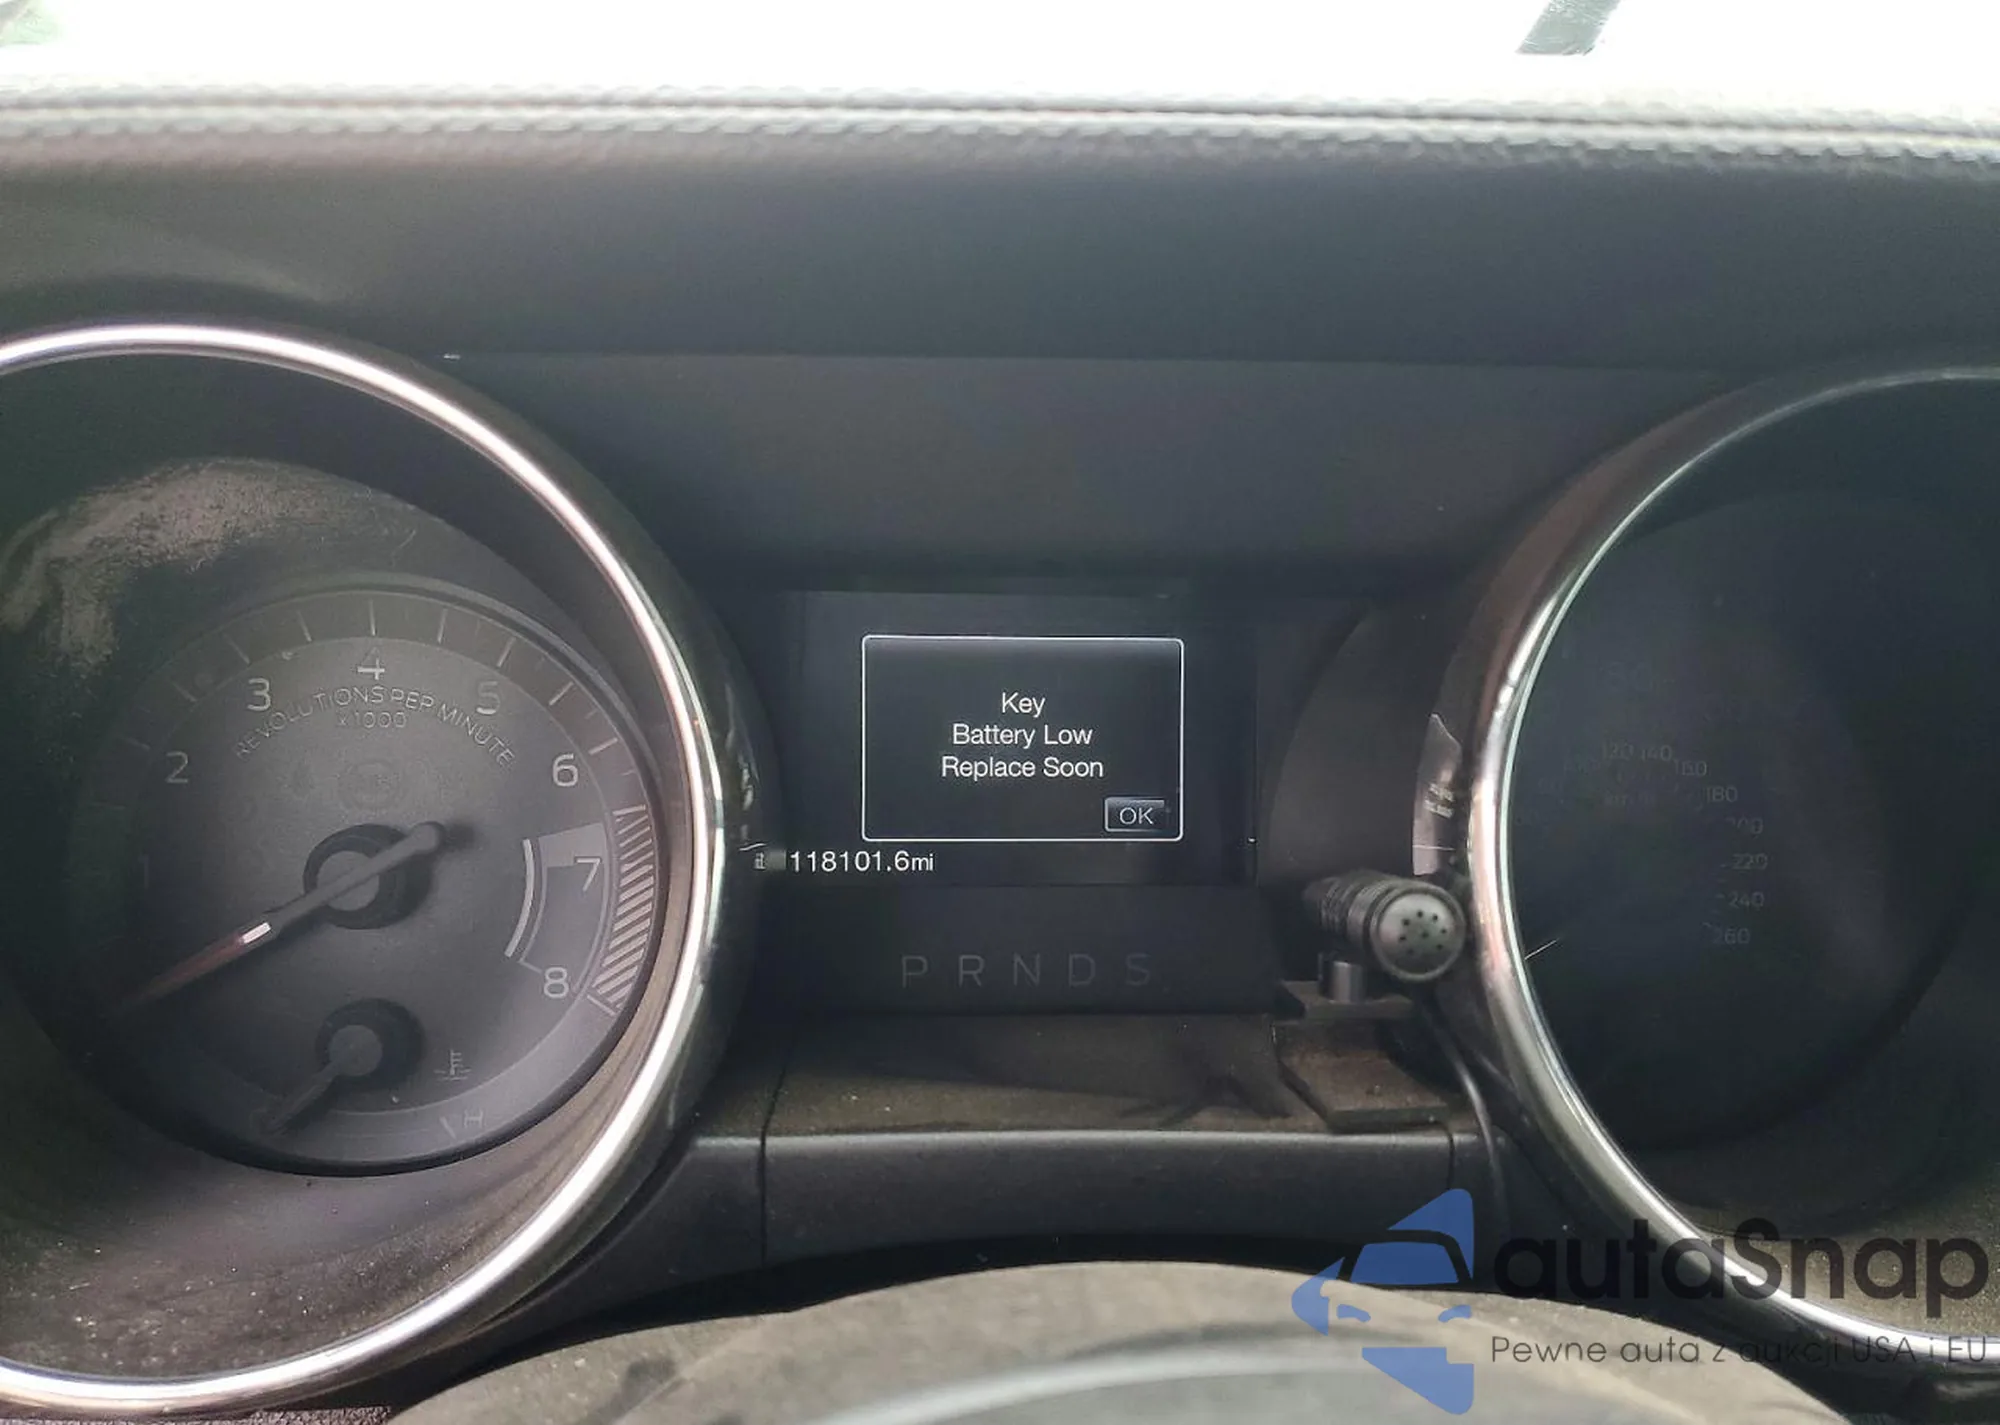 Key
Battery Low
Replace Soon
OK
118101.6mi
P R N D S
2 3 4 5 6 7 8
REVOLUTIONS PER MINUTE
x1000
H
120 140 160 180 200 220 240 260
autaSnap
Pewne auta z aukcji USA i EU